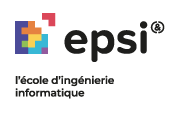 epsi &
l'école d'ingénierie
informatique